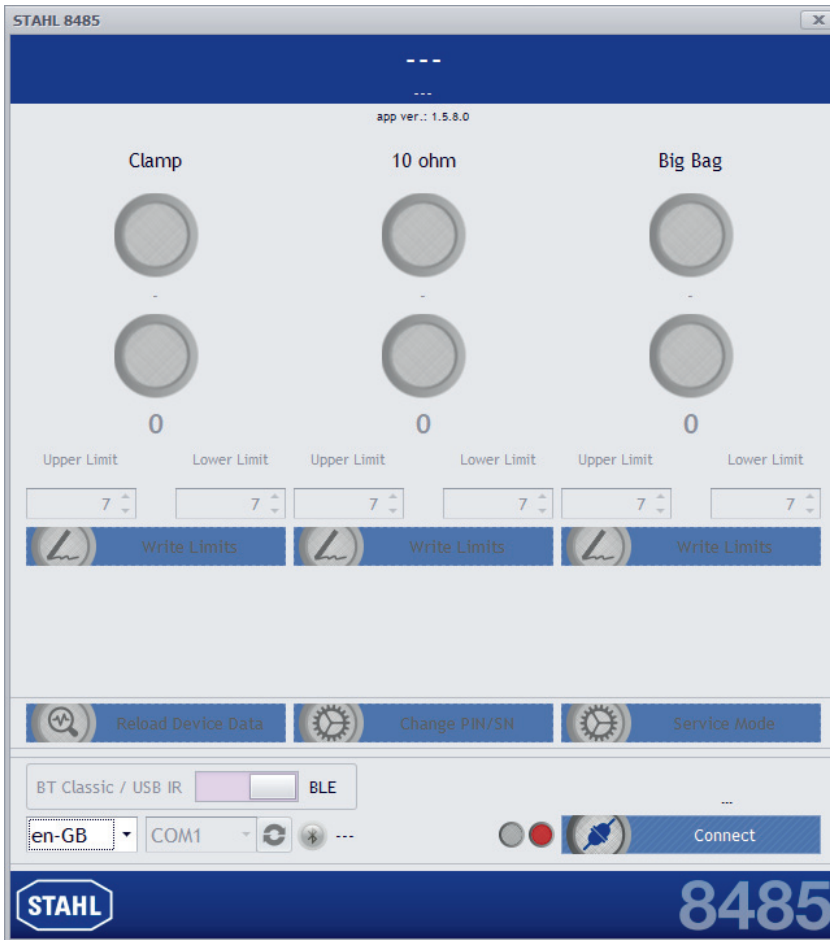 STAHL 8485
x
---
---
app ver.: 1.5.8.0
Clamp 10 ohm Big Bag
- - -
0 0 0
Upper Limit Lower Limit Upper Limit Lower Limit Upper Limit Lower Limit
7 7 7 7 7 7
Write Limits Write Limits Write Limits
Reload Device Data Change PIN/SN Service Mode
BT Classic / USB IR BLE
---
en-GB COM1 --- Connect
STAHL 8485